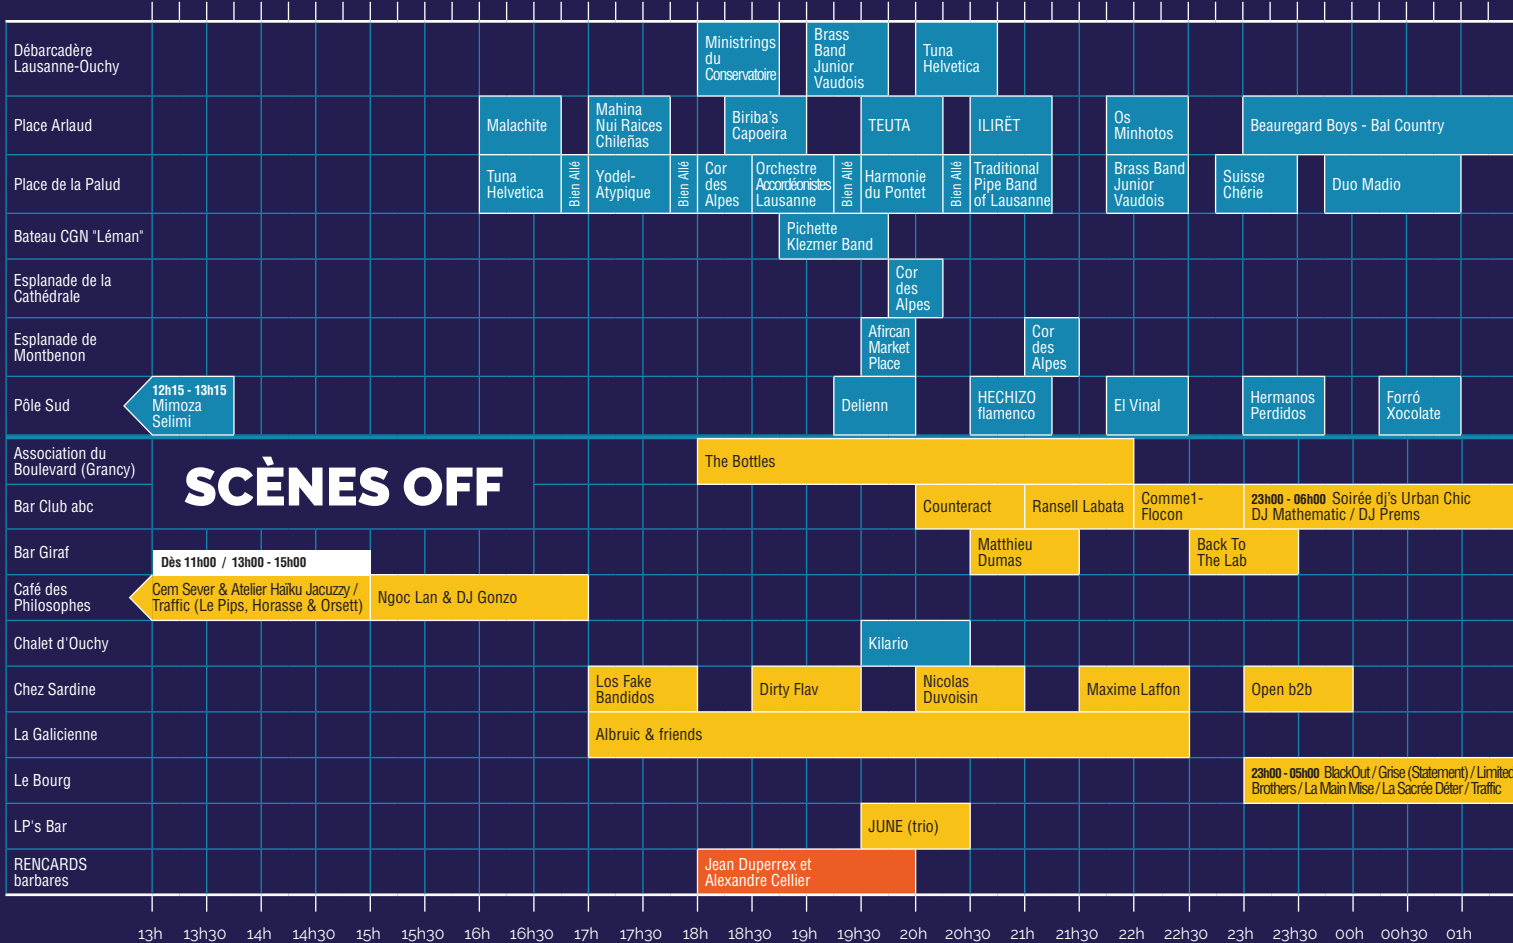 Débarcadère
Lausanne-Ouchy
Ministrings
du
Conservatoire
Brass
Band
Junior
Vaudois
Tuna
Helvetica
Place Arlaud
Malachite
Mahina
Nui Raices
Chileñas
Biriba's
Capoeira
TEUTA
ILIRËT
Os
Minhotos
Beauregard Boys - Bal Country
Place de la Palud
Tuna
Helvetica
Bien Allé
Yodel-
Atypique
Bien Allé
Cor
des
Alpes
Orchestre
Accordéonistes
Lausanne
Bien Allé
Harmonie
du Pontet
Bien Allé
Traditional
Pipe Band
of Lausanne
Brass Band
Junior
Vaudois
Suisse
Chérie
Duo Madio
Bateau CGN "Léman"
Pichette
Klezmer Band
Esplanade de la
Cathédrale
Cor
des
Alpes
Esplanade de
Montbenon
Afircan
Market
Place
Cor
des
Alpes
Pôle Sud
12h15 - 13h15
Mimoza
Selimi
Delienn
HECHIZO
flamenco
El Vinal
Hermanos
Perdidos
Forró
Xocolate
SCÈNES OFF
Association du
Boulevard (Grancy)
The Bottles
Bar Club abc
Counteract
Ransell Labata
Comme1-
Flocon
23h00 - 06h00 Soirée dj's Urban Chic
DJ Mathematic / DJ Prems
Bar Giraf
Matthieu
Dumas
Back To
The Lab
Dès 11h00 / 13h00 - 15h00
Café des
Philosophes
Cem Sever & Atelier Haïku Jacuzzy /
Traffic (Le Pips, Horasse & Orsett)
Ngoc Lan & DJ Gonzo
Chalet d'Ouchy
Kilario
Chez Sardine
Los Fake
Bandidos
Dirty Flav
Nicolas
Duvoisin
Maxime Laffon
Open b2b
La Galicienne
Albruic & friends
Le Bourg
23h00 - 05h00 BlackOut / Grise (Statement) / Limited
Brothers / La Main Mise / La Sacrée Déter / Traffic
LP's Bar
JUNE (trio)
RENCARDS
barbares
Jean Duperrex et
Alexandre Cellier
13h 13h30 14h 14h30 15h 15h30 16h 16h30 17h 17h30 18h 18h30 19h 19h30 20h 20h30 21h 21h30 22h 22h30 23h 23h30 00h 00h30 01h